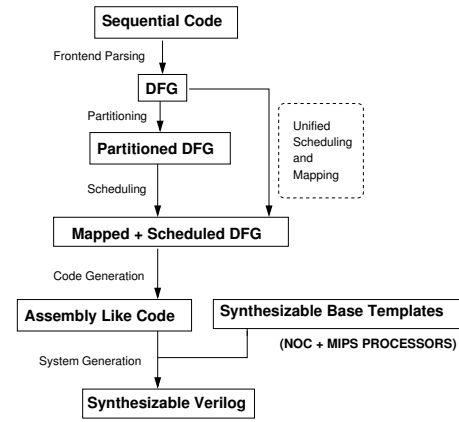 Sequential Code
Frontend Parsing
DFG
Partitioning
Unified
Scheduling
and
Mapping
Partitioned DFG
Scheduling
Mapped + Scheduled DFG
Code Generation
Assembly Like Code
Synthesizable Base Templates
(NOC + MIPS PROCESSORS)
System Generation
Synthesizable Verilog